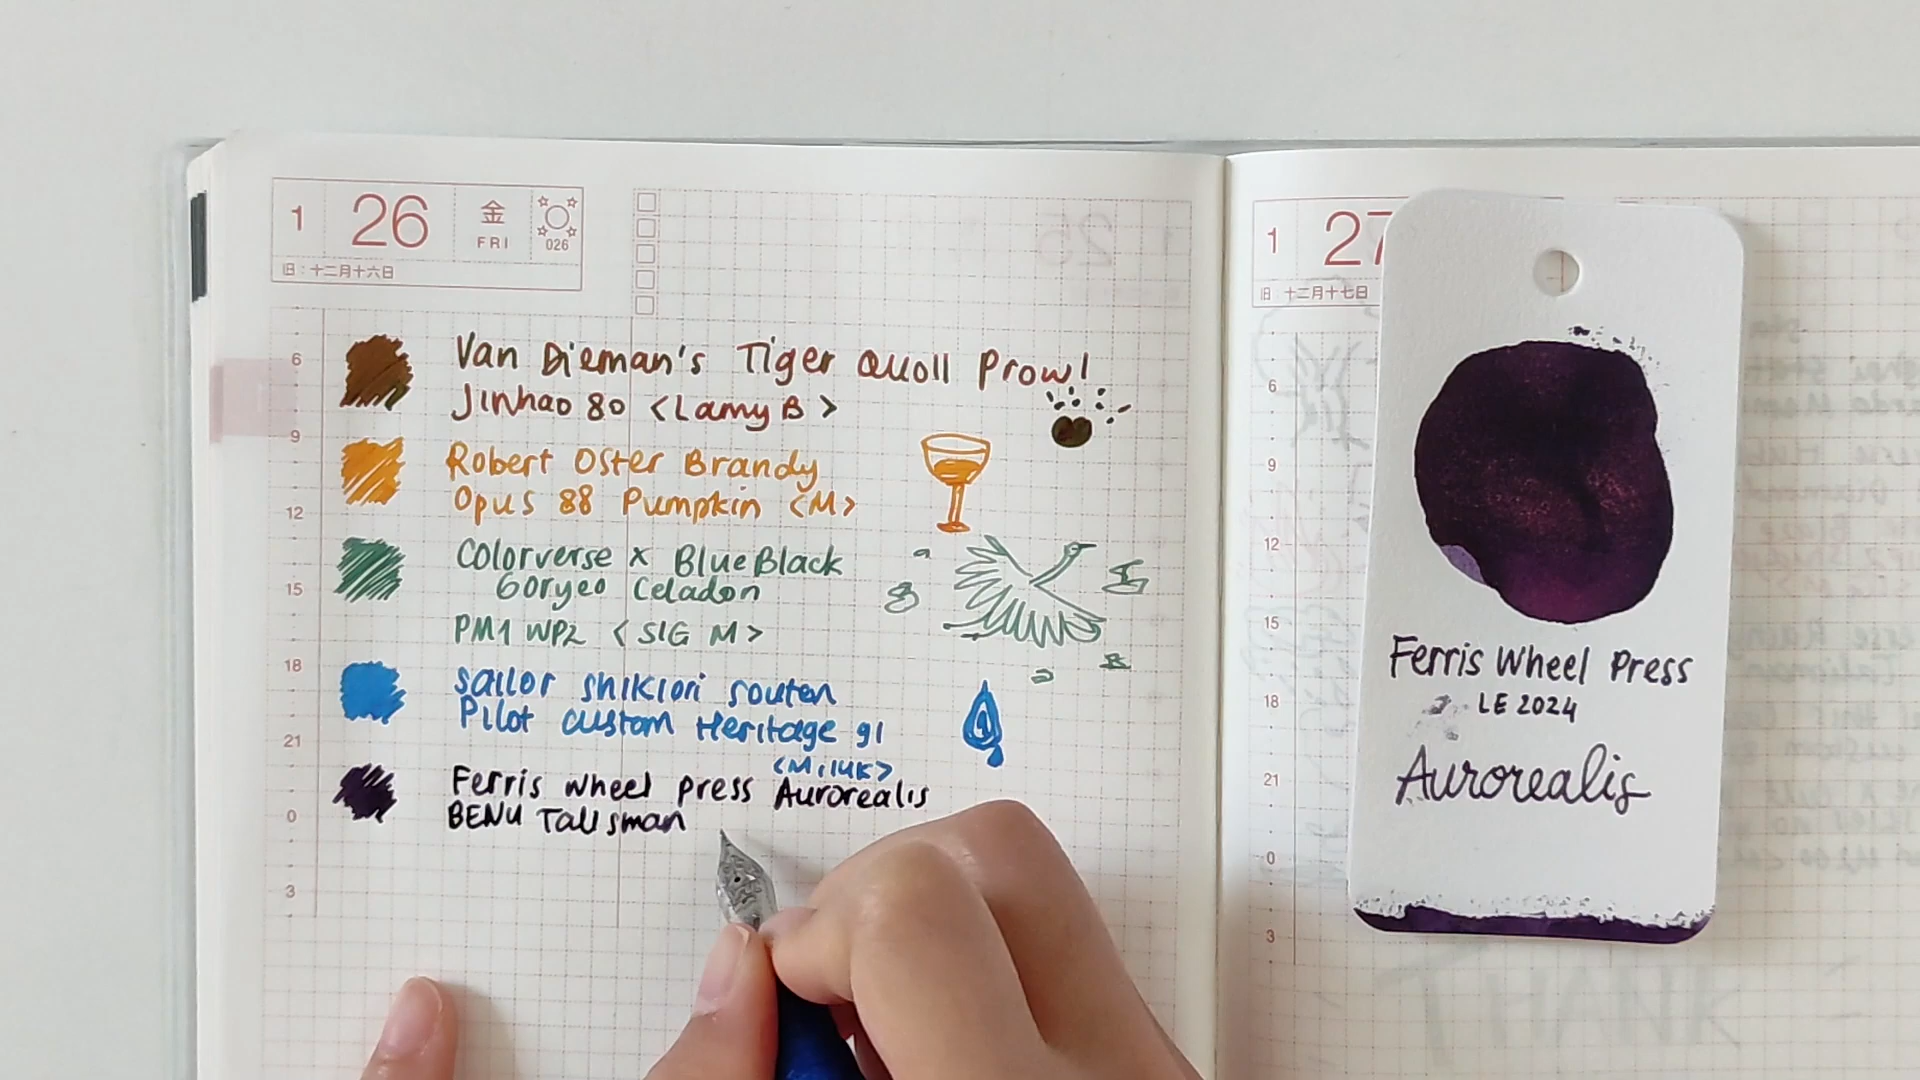 1 26 金 FRI 026
旧:十二月十六日
Van Dieman's Tiger Quoll Prowl
Jinhao 80 <Lamy B>
Robert Oster Brandy
Opus 88 Pumpkin <M>
Colorverse x BlueBlack
Goryeo Celadon
PM1 WP2 <SIG M>
Sailor Shikiori Souten
Pilot Custom Heritage 91
Ferris Wheel Press Aurorealis
BENU Talisman
6
9
12
15
18
21
0
3
1 27
旧 十二月十七日
6
9
12
15
18
21
0
3
Ferris Wheel Press
LE 2024
Aurorealis